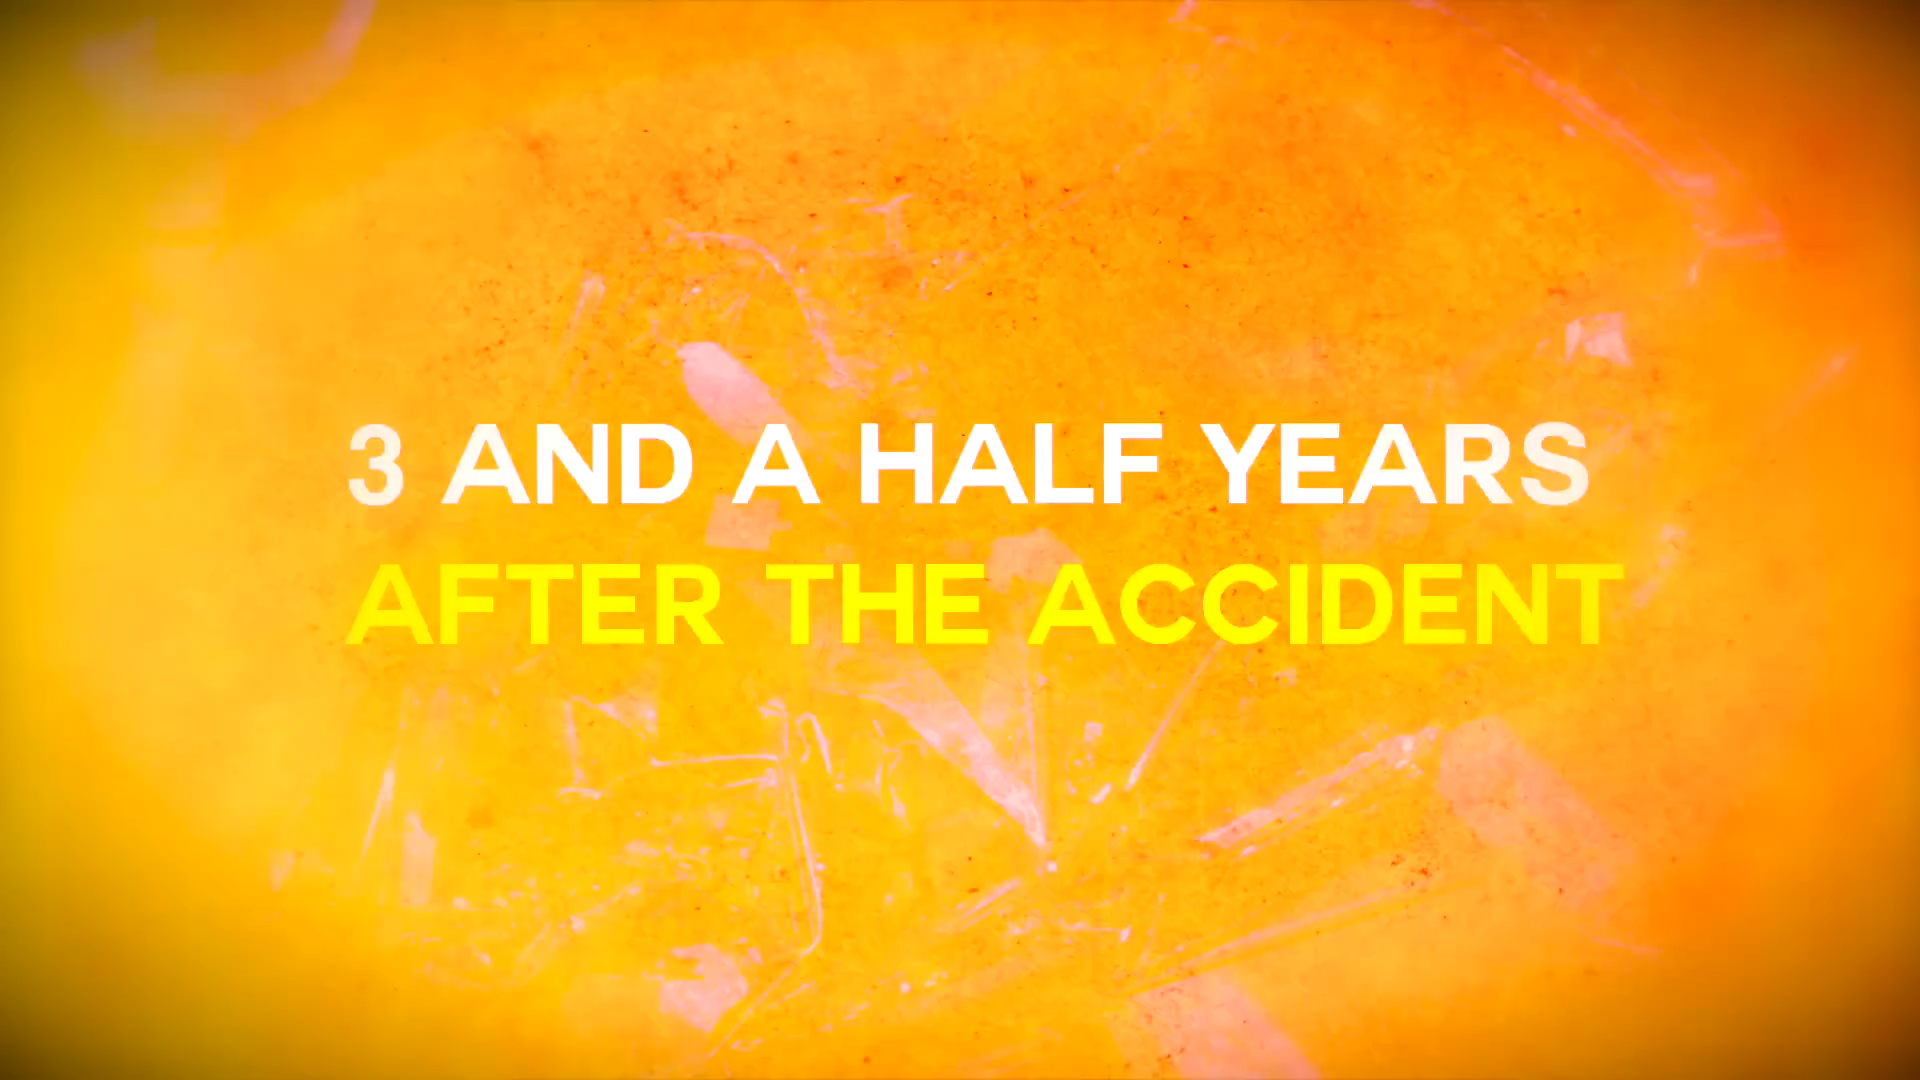 3 AND A HALF YEARS
AFTER THE ACCIDENT